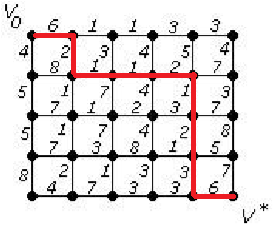 V₀
6 1 1 3 3
4 2 3 4 5 4
8 1 1 2 7
5 1 7 4 1 3
7 1 2 3 7
5 1 7 4 2 8
7 3 8 1 5
8 2 1 3 3 7
4 7 3 3 6
V*